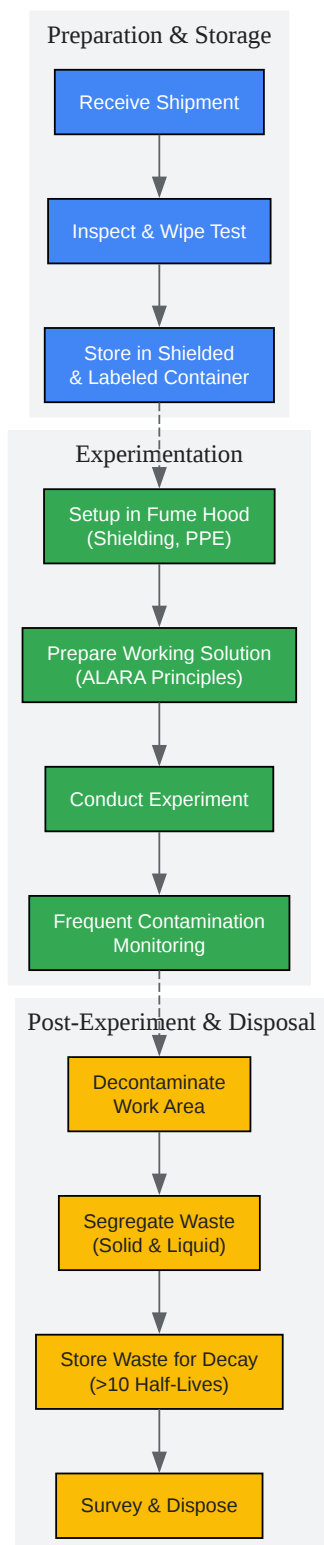 Preparation & Storage
Receive Shipment
Inspect & Wipe Test
Store in Shielded
& Labeled Container
Experimentation
Setup in Fume Hood
(Shielding, PPE)
Prepare Working Solution
(ALARA Principles)
Conduct Experiment
Frequent Contamination
Monitoring
Post-Experiment & Disposal
Decontaminate
Work Area
Segregate Waste
(Solid & Liquid)
Store Waste for Decay
(>10 Half-Lives)
Survey & Dispose